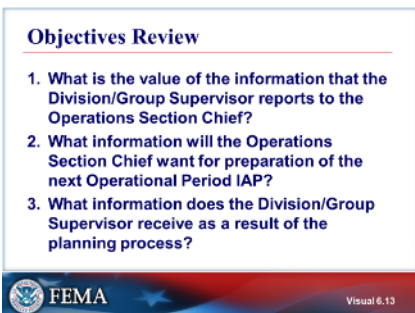 Objectives Review
1. What is the value of the information that the
Division/Group Supervisor reports to the
Operations Section Chief?
2. What information will the Operations
Section Chief want for preparation of the
next Operational Period IAP?
3. What information does the Division/Group
Supervisor receive as a result of the
planning process?
FEMA
Visual 6.13